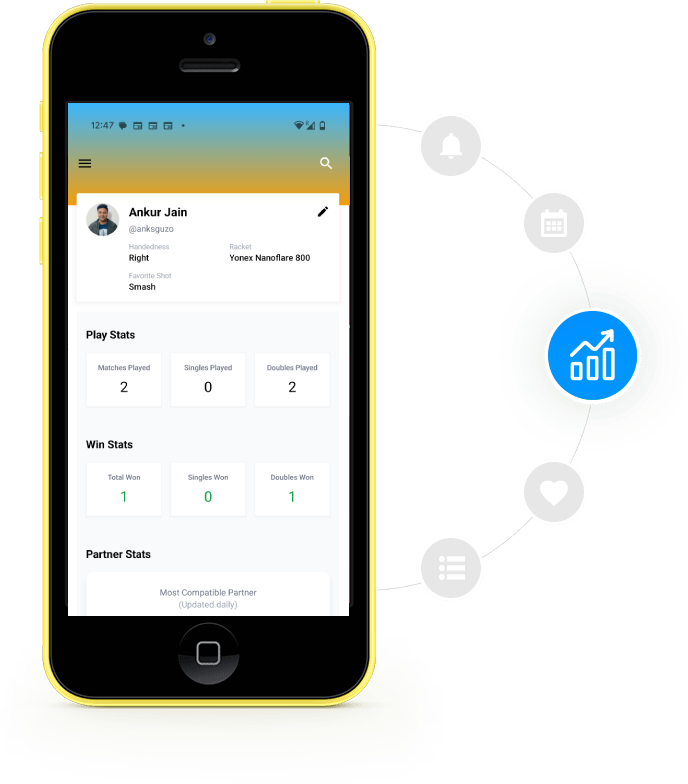 12:47
Ankur Jain
@anksguzo
Handedness Racket
Right Yonex Nanoflare 800
Favorite Shot
Smash
Play Stats
Matches Played Singles Played Doubles Played
2 0 2
Win Stats
Total Won Singles Won Doubles Won
1 0 1
Partner Stats
Most Compatible Partner
(Updated daily)